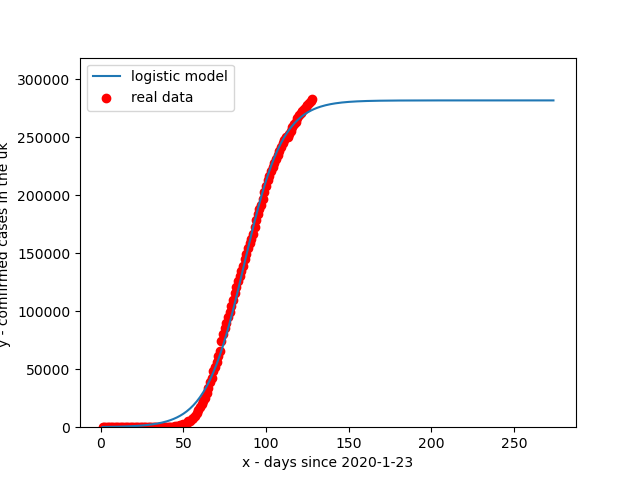 300000
250000
200000
150000
100000
50000
0
logistic model
real data
y - comfirmed cases in the uk
0 50 100 150 200 250
x - days since 2020-1-23